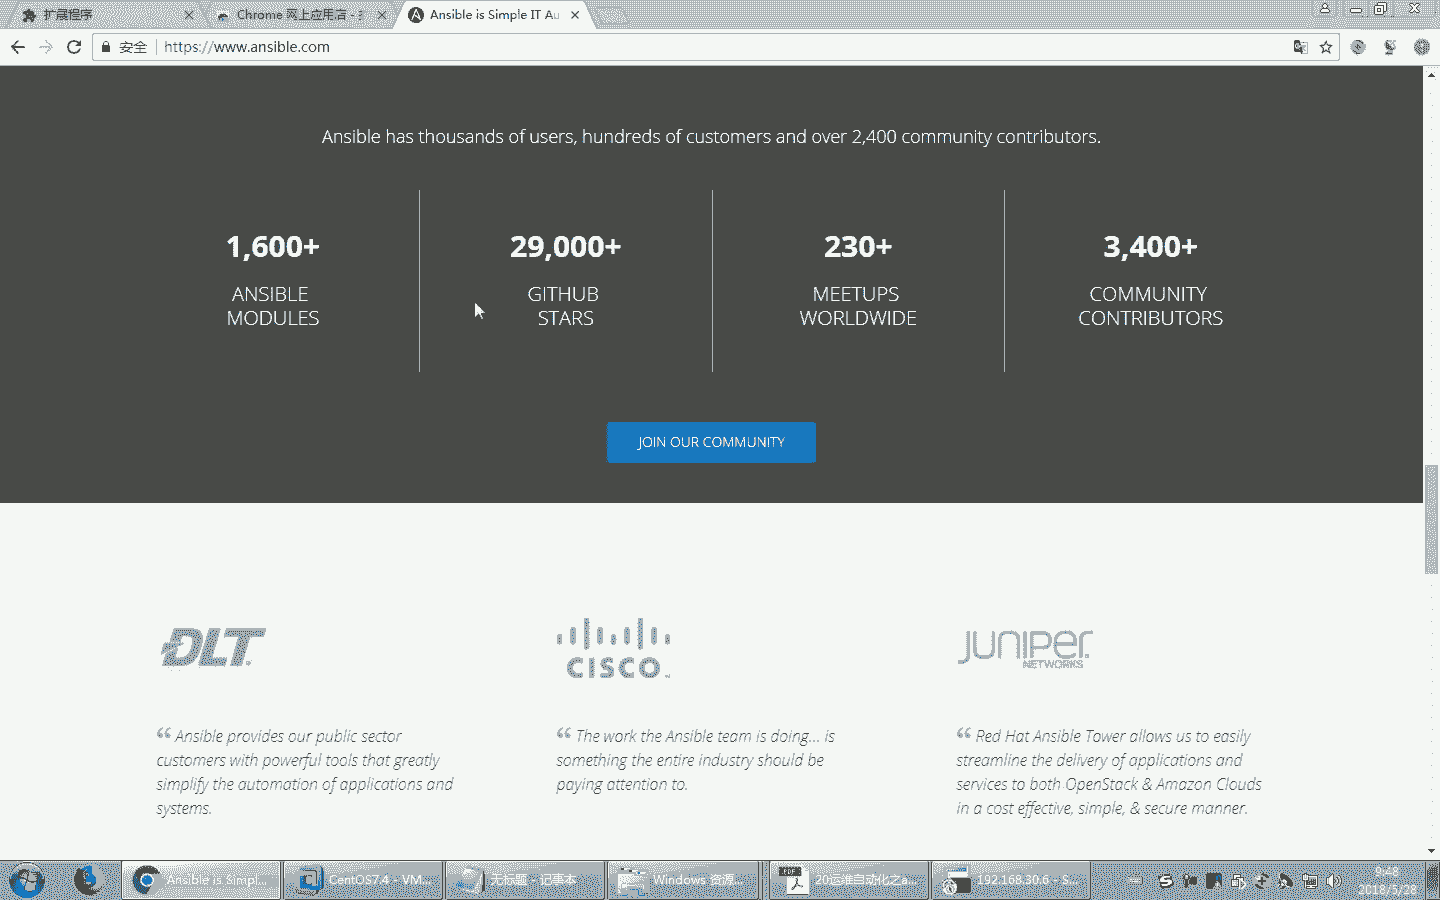 扩展程序
Chrome 网上应用店 -
Ansible is Simple IT Au
安全
https://www.ansible.com
Ansible has thousands of users, hundreds of customers and over 2,400 community contributors.
1,600+
ANSIBLE
MODULES
29,000+
GITHUB
STARS
230+
MEETUPS
WORLDWIDE
3,400+
COMMUNITY
CONTRIBUTORS
JOIN OUR COMMUNITY
DLT
CISCO
JUNIPER
NETWORKS
“ Ansible provides our public sector
customers with powerful tools that greatly
simplify the automation of applications and
systems.
“ The work the Ansible team is doing... is
something the entire industry should be
paying attention to.
“ Red Hat Ansible Tower allows us to easily
streamline the delivery of applications and
services to both OpenStack & Amazon Clouds
in a cost effective, simple, & secure manner.
Ansible is Simpl...
CentOS7.4 - VM...
无标题 - 记事本
Windows 资源...
20运维自动化之a...
192.168.30.6 - S...
9:48
2018/5/28